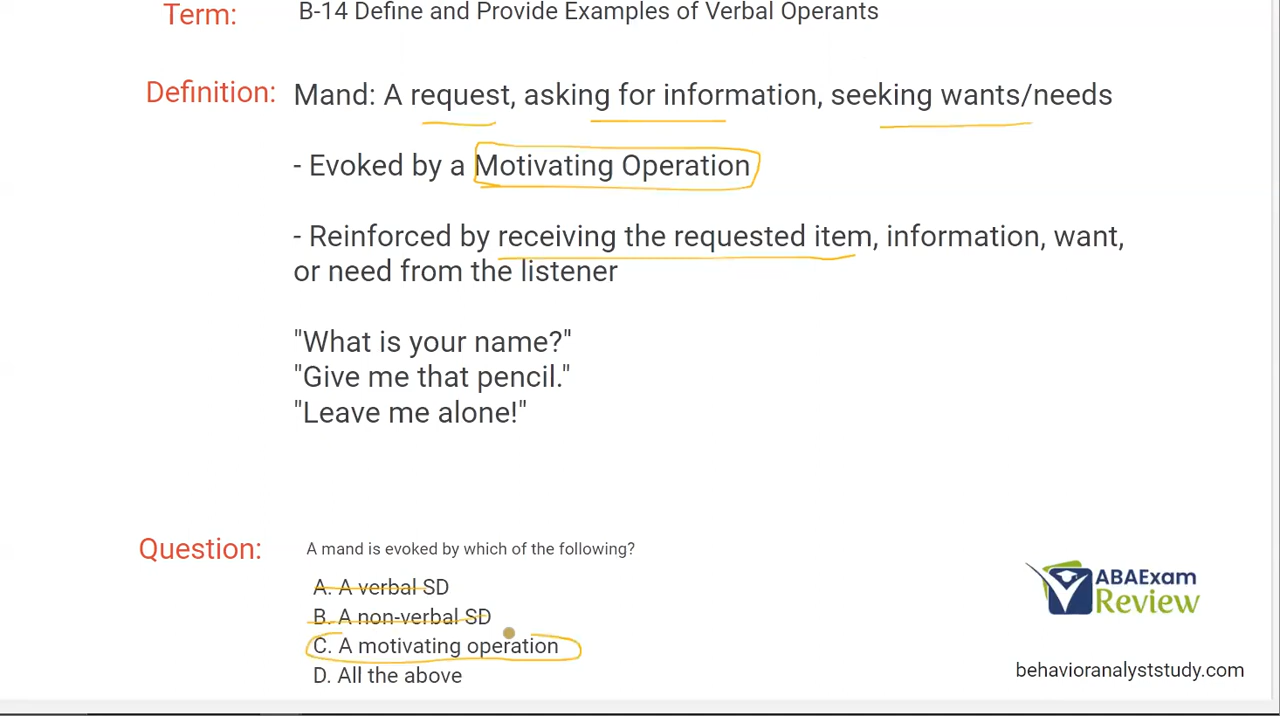 Term: B-14 Define and Provide Examples of Verbal Operants
Definition: Mand: A request, asking for information, seeking wants/needs
- Evoked by a Motivating Operation
- Reinforced by receiving the requested item, information, want,
or need from the listener
"What is your name?"
"Give me that pencil."
"Leave me alone!"
Question: A mand is evoked by which of the following?
A. A verbal SD
B. A non-verbal SD
C. A motivating operation
D. All the above
ABAExam
Review
behavioranalyststudy.com